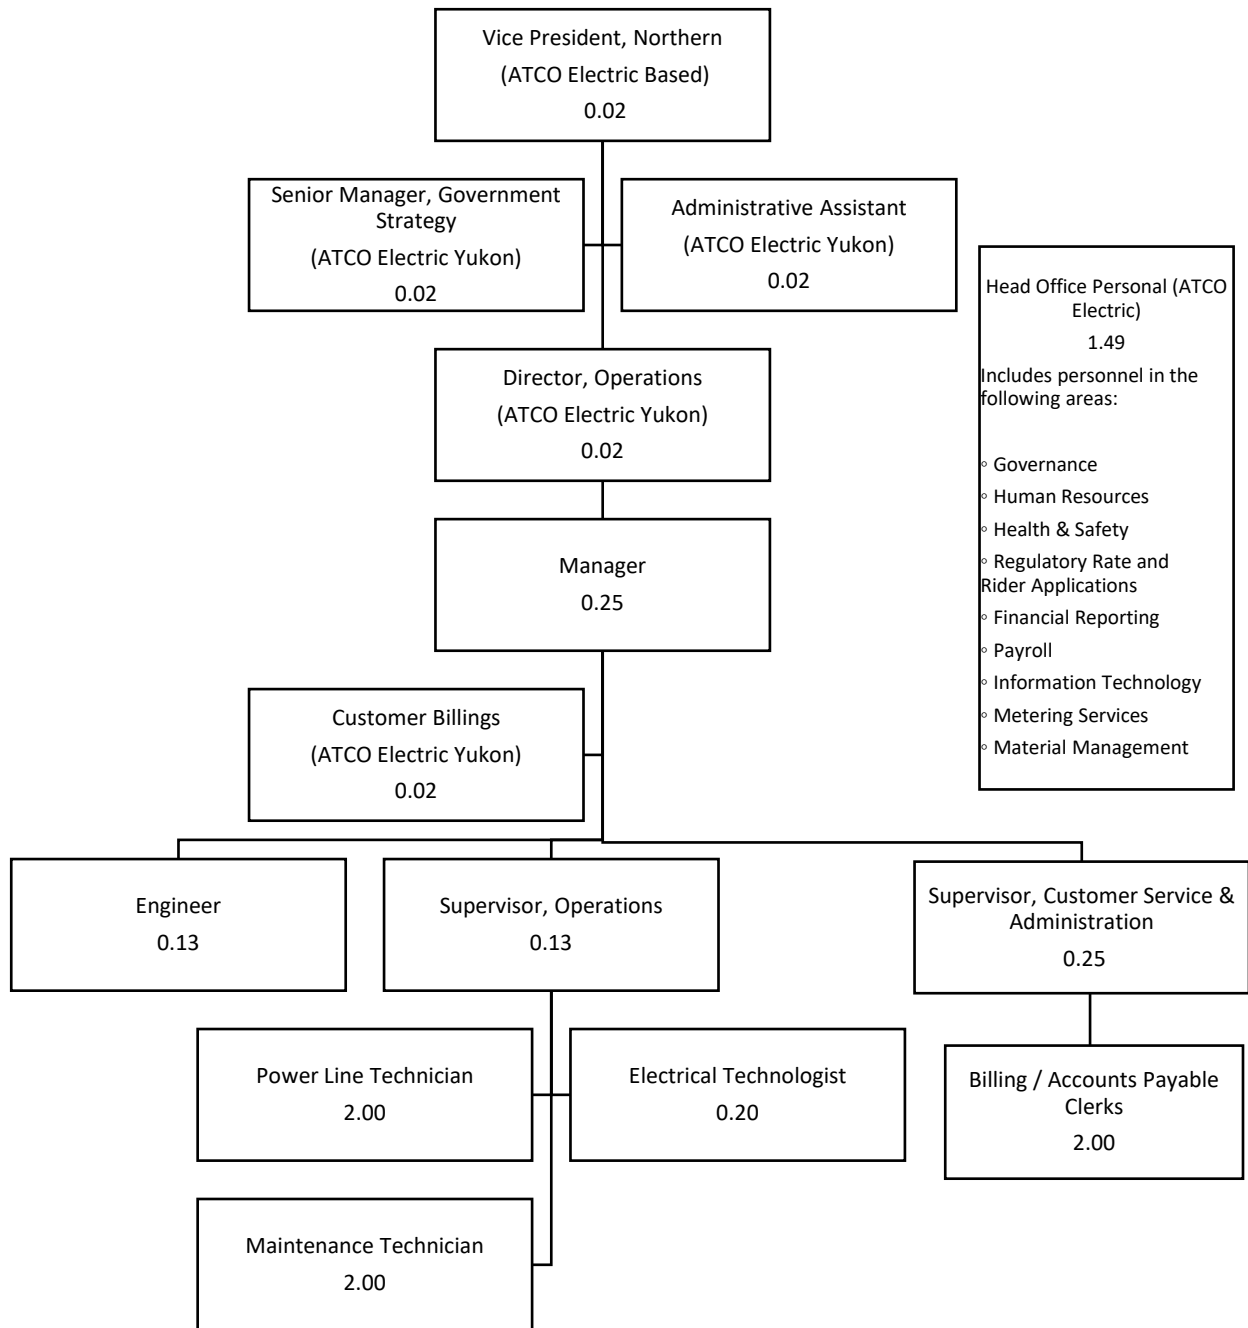 Vice President, Northern
(ATCO Electric Based)
0.02
Senior Manager, Government
Strategy
(ATCO Electric Yukon)
0.02
Administrative Assistant
(ATCO Electric Yukon)
0.02
Head Office Personal (ATCO
Electric)
1.49
Includes personnel in the
following areas:
◦ Governance
◦ Human Resources
◦ Health & Safety
◦ Regulatory Rate and
Rider Applications
◦ Financial Reporting
◦ Payroll
◦ Information Technology
◦ Metering Services
◦ Material Management
Director, Operations
(ATCO Electric Yukon)
0.02
Manager
0.25
Customer Billings
(ATCO Electric Yukon)
0.02
Engineer
0.13
Supervisor, Operations
0.13
Supervisor, Customer Service &
Administration
0.25
Power Line Technician
2.00
Electrical Technologist
0.20
Billing / Accounts Payable
Clerks
2.00
Maintenance Technician
2.00